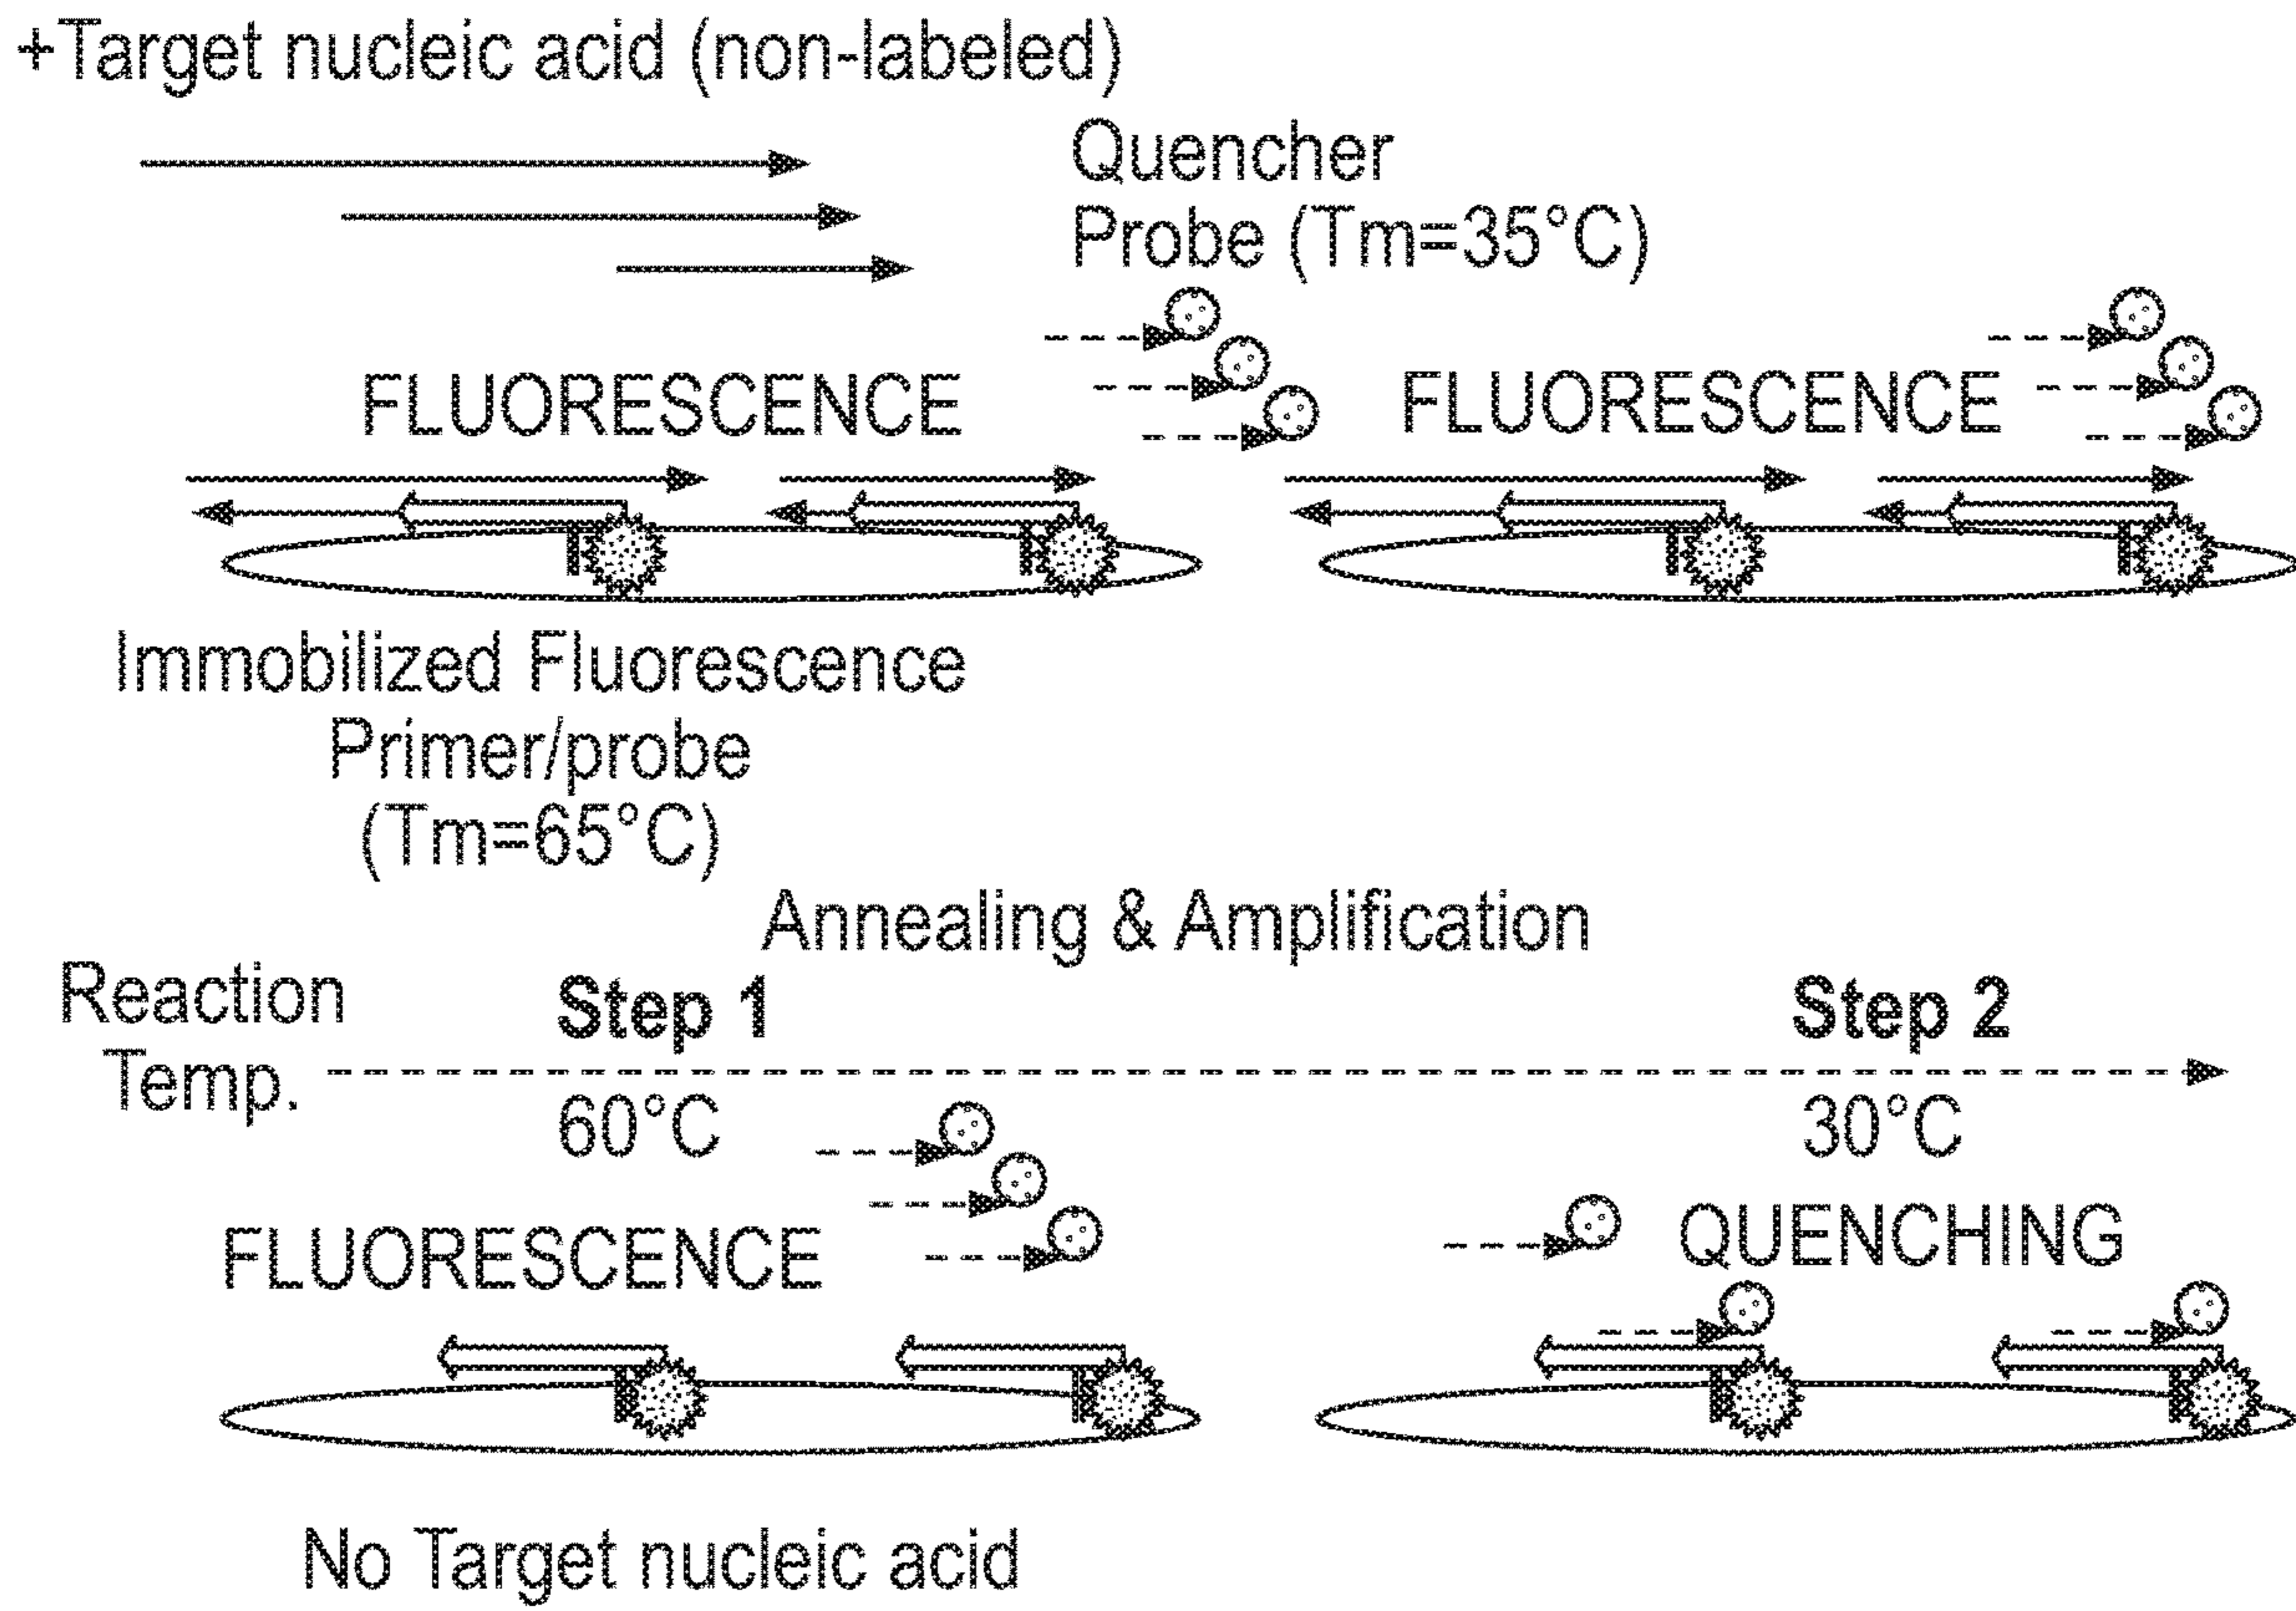 +Target nucleic acid (non-labeled)
Quencher
Probe (Tm=35°C)
FLUORESCENCE
FLUORESCENCE
Immobilized Fluorescence
Primer/probe
(Tm=65°C)
Annealing & Amplification
Reaction
Temp.
Step 1
Step 2
60°C
30°C
FLUORESCENCE
QUENCHING
No Target nucleic acid